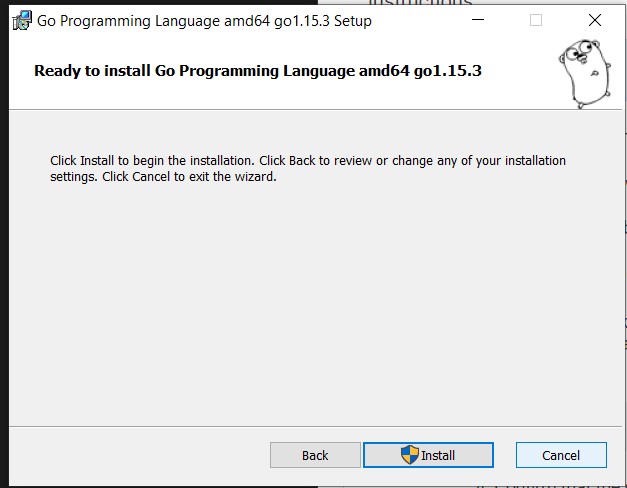 Instructions
Go Programming Language amd64 go1.15.3 Setup
Ready to install Go Programming Language amd64 go1.15.3
Click Install to begin the installation. Click Back to review or change any of your installation
settings. Click Cancel to exit the wizard.
Back
Install
Cancel